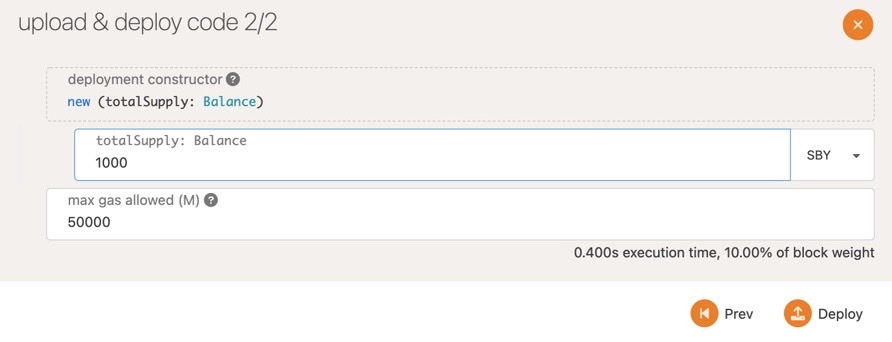 upload & deploy code 2/2
deployment constructor ?
new (totalSupply: Balance)
totalSupply: Balance
1000
SBY
max gas allowed (M) ?
50000
0.400s execution time, 10.00% of block weight
Prev
Deploy